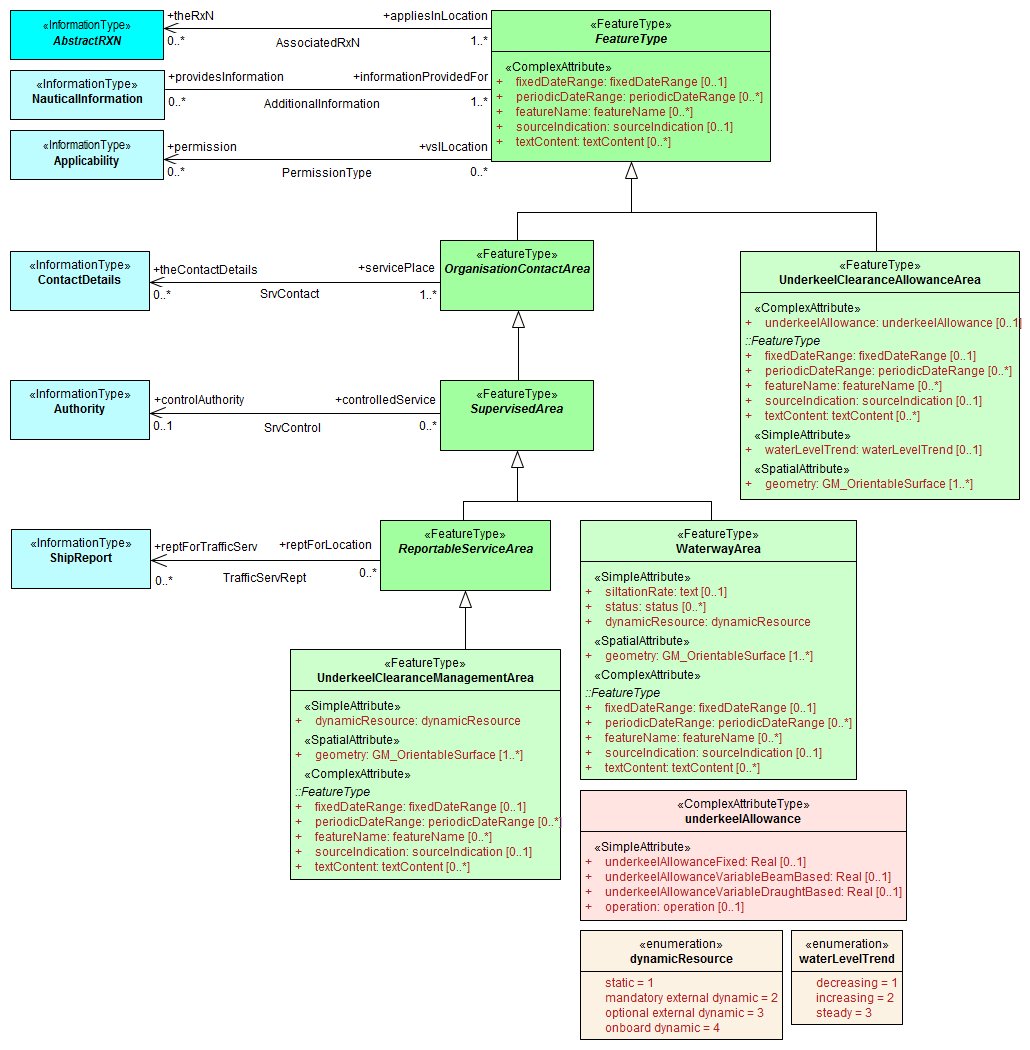 «InformationType»
AbstractRXN
+theRxN
+appliesInLocation
0..*
AssociatedRxN
1..*
«InformationType»
NauticalInformation
+providesInformation
+informationProvidedFor
0..*
AdditionalInformation
1..*
«InformationType»
Applicability
+permission
+vslLocation
0..*
PermissionType
0..*
«FeatureType»
FeatureType
«ComplexAttribute»
+ fixedDateRange: fixedDateRange [0..1]
+ periodicDateRange: periodicDateRange [0..*]
+ featureName: featureName [0..*]
+ sourceIndication: sourceIndication [0..1]
+ textContent: textContent [0..*]
«InformationType»
ContactDetails
+theContactDetails
+servicePlace
0..*
SrvContact
1..*
«FeatureType»
OrganisationContactArea
«FeatureType»
UnderkeelClearanceAllowanceArea
«ComplexAttribute»
+ underkeelAllowance: underkeelAllowance [0..1]
::FeatureType
+ fixedDateRange: fixedDateRange [0..1]
+ periodicDateRange: periodicDateRange [0..*]
+ featureName: featureName [0..*]
+ sourceIndication: sourceIndication [0..1]
+ textContent: textContent [0..*]
«SimpleAttribute»
+ waterLevelTrend: waterLevelTrend [0..1]
«SpatialAttribute»
+ geometry: GM_OrientableSurface [1..*]
«InformationType»
Authority
+controlAuthority
+controlledService
0..1
SrvControl
0..*
«FeatureType»
SupervisedArea
«InformationType»
ShipReport
+reptForTrafficServ
+reptForLocation
0..*
TrafficServRept
0..*
«FeatureType»
ReportableServiceArea
«FeatureType»
WaterwayArea
«SimpleAttribute»
+ siltationRate: text [0..1]
+ status: status [0..*]
+ dynamicResource: dynamicResource
«SpatialAttribute»
+ geometry: GM_OrientableSurface [1..*]
«ComplexAttribute»
::FeatureType
+ fixedDateRange: fixedDateRange [0..1]
+ periodicDateRange: periodicDateRange [0..*]
+ featureName: featureName [0..*]
+ sourceIndication: sourceIndication [0..1]
+ textContent: textContent [0..*]
«FeatureType»
UnderkeelClearanceManagementArea
«SimpleAttribute»
+ dynamicResource: dynamicResource
«SpatialAttribute»
+ geometry: GM_OrientableSurface [1..*]
«ComplexAttribute»
::FeatureType
+ fixedDateRange: fixedDateRange [0..1]
+ periodicDateRange: periodicDateRange [0..*]
+ featureName: featureName [0..*]
+ sourceIndication: sourceIndication [0..1]
+ textContent: textContent [0..*]
«ComplexAttributeType»
underkeelAllowance
«SimpleAttribute»
+ underkeelAllowanceFixed: Real [0..1]
+ underkeelAllowanceVariableBeamBased: Real [0..1]
+ underkeelAllowanceVariableDraughtBased: Real [0..1]
+ operation: operation [0..1]
«enumeration»
dynamicResource
static = 1
mandatory external dynamic = 2
optional external dynamic = 3
onboard dynamic = 4
«enumeration»
waterLevelTrend
decreasing = 1
increasing = 2
steady = 3